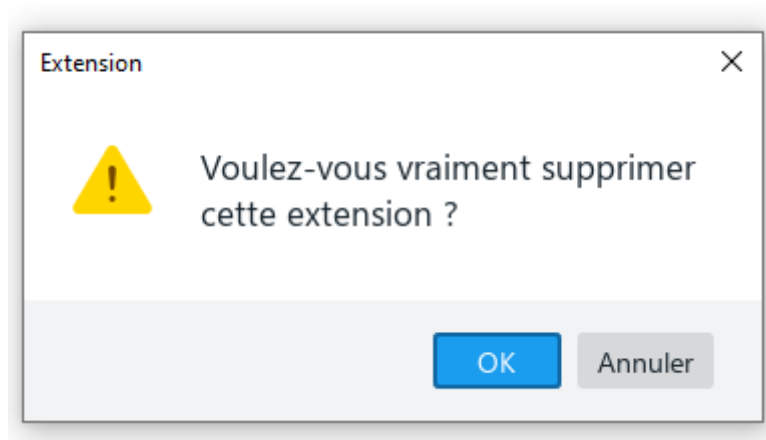 Extension
Voulez-vous vraiment supprimer
cette extension ?
OK
Annuler